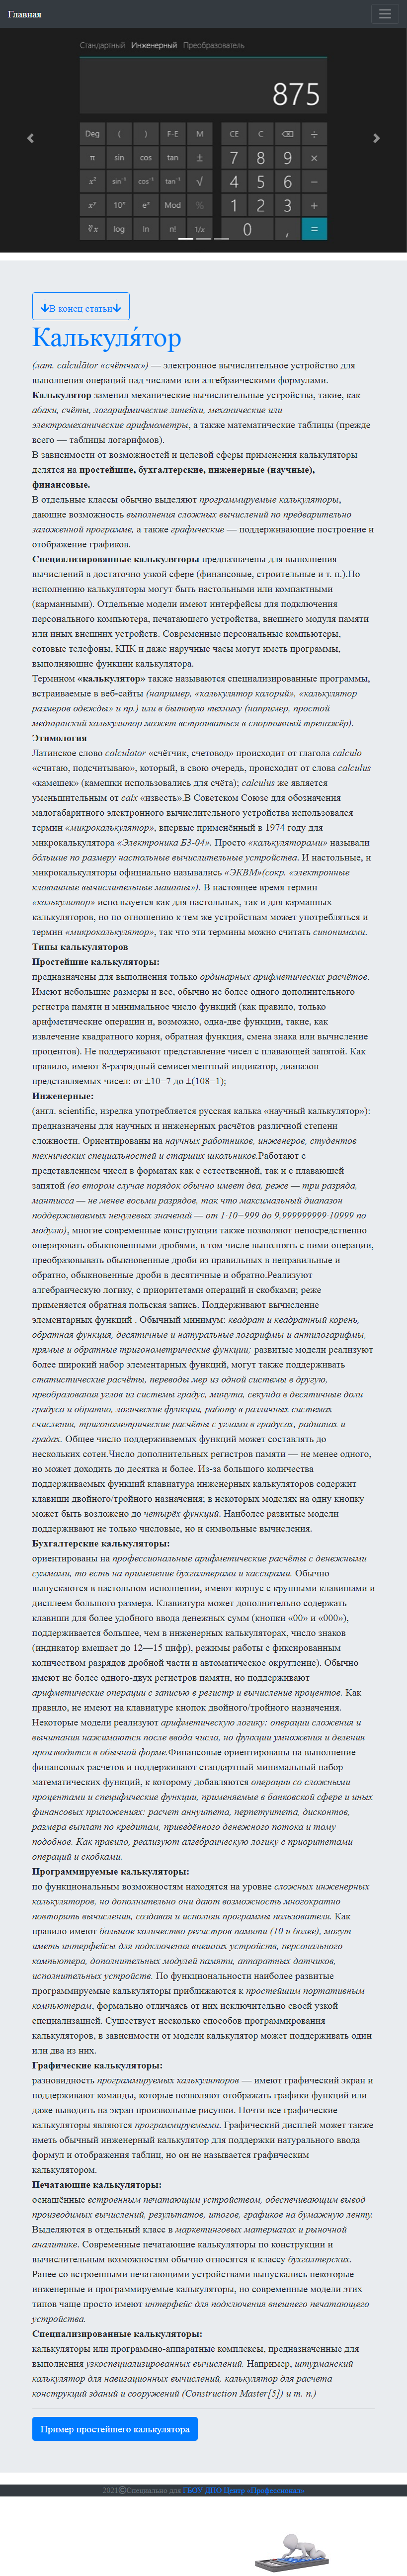 Главная
Стандартный Инженерный Преобразователь
875
Deg ( ) F-E M CE C ÷
π sin cos tan ± 7 8 9 ×
x² sin⁻¹ cos⁻¹ tan⁻¹ √ 4 5 6 −
xʸ 10ˣ eˣ Mod % 1 2 3 +
∛x log ln n! 1/x 0 , =
В конец статьи
Калькуля́тор
(лат. calculātor «счётчик») — электронное вычислительное устройство для
выполнения операций над числами или алгебраическими формулами.
Калькулятор заменил механические вычислительные устройства, такие, как
абаки, счёты, логарифмические линейки, механические или
электромеханические арифмометры, а также математические таблицы (прежде
всего — таблицы логарифмов).
В зависимости от возможностей и целевой сферы применения калькуляторы
делятся на простейшие, бухгалтерские, инженерные (научные),
финансовые.
В отдельные классы обычно выделяют программируемые калькуляторы,
дающие возможность выполнения сложных вычислений по предварительно
заложенной программе, а также графические — поддерживающие построение и
отображение графиков.
Специализированные калькуляторы предназначены для выполнения
вычислений в достаточно узкой сфере (финансовые, строительные и т. п.).По
исполнению калькуляторы могут быть настольными или компактными
(карманными). Отдельные модели имеют интерфейсы для подключения
персонального компьютера, печатающего устройства, внешнего модуля памяти
или иных внешних устройств. Современные персональные компьютеры,
сотовые телефоны, КПК и даже наручные часы могут иметь программы,
выполняющие функции калькулятора.
Термином «калькулятор» также называются специализированные программы,
встраиваемые в веб-сайты (например, «калькулятор калорий», «калькулятор
размеров одежды» и пр.) или в бытовую технику (например, простой
медицинский калькулятор может встраиваться в спортивный тренажёр).
Этимология
Латинское слово calculator «счётчик, счетовод» происходит от глагола calculo
«считаю, подсчитываю», который, в свою очередь, происходит от слова calculus
«камешек» (камешки использовались для счёта); calculus же является
уменьшительным от calx «известь».В Советском Союзе для обозначения
малогабаритного электронного вычислительного устройства использовался
термин «микрокалькулятор», впервые применённый в 1974 году для
микрокалькулятора «Электроника Б3-04». Просто «калькуляторами» называли
бо́льшие по размеру настольные вычислительные устройства. И настольные, и
микрокалькуляторы официально назывались «ЭКВМ»(сокр. «электронные
клавишные вычислительные машины»). В настоящее время термин
«калькулятор» используется как для настольных, так и для карманных
калькуляторов, но по отношению к тем же устройствам может употребляться и
термин «микрокалькулятор», так что эти термины можно считать синонимами.
Типы калькуляторов
Простейшие калькуляторы:
предназначены для выполнения только ординарных арифметических расчётов.
Имеют небольшие размеры и вес, обычно не более одного дополнительного
регистра памяти и минимальное число функций (как правило, только
арифметические операции и, возможно, одна-две функции, такие, как
извлечение квадратного корня, обратная функция, смена знака или вычисление
процентов). Не поддерживают представление чисел с плавающей запятой. Как
правило, имеют 8-разрядный семисегментный индикатор, диапазон
представляемых чисел: от ±10−7 до ±(108−1);
Инженерные:
(англ. scientific, изредка употребляется русская калька «научный калькулятор»):
предназначены для научных и инженерных расчётов различной степени
сложности. Ориентированы на научных работников, инженеров, студентов
технических специальностей и старших школьников.Работают с
представлением чисел в форматах как с естественной, так и с плавающей
запятой (во втором случае порядок обычно имеет два, реже — три разряда,
мантисса — не менее восьми разрядов, так что максимальный диапазон
поддерживаемых ненулевых значений — от 1·10−999 до 9,999999999·10999 по
модулю), многие современные конструкции также позволяют непосредственно
оперировать обыкновенными дробями, в том числе выполнять с ними операции,
преобразовывать обыкновенные дроби из правильных в неправильные и
обратно, обыкновенные дроби в десятичные и обратно.Реализуют
алгебраическую логику, с приоритетами операций и скобками; реже
применяется обратная польская запись. Поддерживают вычисление
элементарных функций . Обычный минимум: квадрат и квадратный корень,
обратная функция, десятичные и натуральные логарифмы и антилогарифмы,
прямые и обратные тригонометрические функции; развитые модели реализуют
более широкий набор элементарных функций, могут также поддерживать
статистические расчёты, переводы мер из одной системы в другую,
преобразования углов из системы градус, минута, секунда в десятичные доли
градуса и обратно, логические функции, работу в различных системах
счисления, тригонометрические расчёты с углами в градусах, радианах и
градах. Общее число поддерживаемых функций может составлять до
нескольких сотен.Число дополнительных регистров памяти — не менее одного,
но может доходить до десятка и более. Из-за большого количества
поддерживаемых функций клавиатура инженерных калькуляторов содержит
клавиши двойного/тройного назначения; в некоторых моделях на одну кнопку
может быть возложено до четырёх функций. Наиболее развитые модели
поддерживают не только числовые, но и символьные вычисления.
Бухгалтерские калькуляторы:
ориентированы на профессиональные арифметические расчёты с денежными
суммами, то есть на применение бухгалтерами и кассирами. Обычно
выпускаются в настольном исполнении, имеют корпус с крупными клавишами и
дисплеем большого размера. Клавиатура может дополнительно содержать
клавиши для более удобного ввода денежных сумм (кнопки «00» и «000»),
поддерживается большее, чем в инженерных калькуляторах, число знаков
(индикатор вмещает до 12—15 цифр), режимы работы с фиксированным
количеством разрядов дробной части и автоматическое округление). Обычно
имеют не более одного-двух регистров памяти, но поддерживают
арифметические операции с записью в регистр и вычисление процентов. Как
правило, не имеют на клавиатуре кнопок двойного/тройного назначения.
Некоторые модели реализуют арифметическую логику: операции сложения и
вычитания нажимаются после ввода числа, но функции умножения и деления
производятся в обычной форме.Финансовые ориентированы на выполнение
финансовых расчетов и поддерживают стандартный минимальный набор
математических функций, к которому добавляются операции со сложными
процентами и специфические функции, применяемые в банковской сфере и иных
финансовых приложениях: расчет аннуитета, перпетуитета, дисконтов,
размера выплат по кредитам, приведённого денежного потока и тому
подобное. Как правило, реализуют алгебраическую логику с приоритетами
операций и скобками.
Программируемые калькуляторы:
по функциональным возможностям находятся на уровне сложных инженерных
калькуляторов, но дополнительно они дают возможность многократно
повторять вычисления, создавая и исполняя программы пользователя. Как
правило имеют большое количество регистров памяти (10 и более), могут
иметь интерфейсы для подключения внешних устройств, персонального
компьютера, дополнительных модулей памяти, аппаратных датчиков,
исполнительных устройств. По функциональности наиболее развитые
программируемые калькуляторы приближаются к простейшим портативным
компьютерам, формально отличаясь от них исключительно своей узкой
специализацией. Существует несколько способов программирования
калькуляторов, в зависимости от модели калькулятор может поддерживать один
или два из них.
Графические калькуляторы:
разновидность программируемых калькуляторов — имеют графический экран и
поддерживают команды, которые позволяют отображать графики функций или
даже выводить на экран произвольные рисунки. Почти все графические
калькуляторы являются программируемыми. Графический дисплей может также
иметь обычный инженерный калькулятор для поддержки натурального ввода
формул и отображения таблиц, но он не называется графическим
калькулятором.
Печатающие калькуляторы:
оснащённые встроенным печатающим устройством, обеспечивающим вывод
производимых вычислений, результатов, итогов, графиков на бумажную ленту.
Выделяются в отдельный класс в маркетинговых материалах и рыночной
аналитике. Современные печатающие калькуляторы по конструкции и
вычислительным возможностям обычно относятся к классу бухгалтерских.
Ранее со встроенными печатающими устройствами выпускались некоторые
инженерные и программируемые калькуляторы, но современные модели этих
типов чаще просто имеют интерфейс для подключения внешнего печатающего
устройства.
Специализированные калькуляторы:
калькуляторы или программно-аппаратные комплексы, предназначенные для
выполнения узкоспециализированных вычислений. Например, штурманский
калькулятор для навигационных вычислений, калькулятор для расчета
конструкций зданий и сооружений (Construction Master[5]) и т. п.)
Пример простейшего калькулятора
2021©Специально для ГБОУ ДПО Центр «Профессионал»